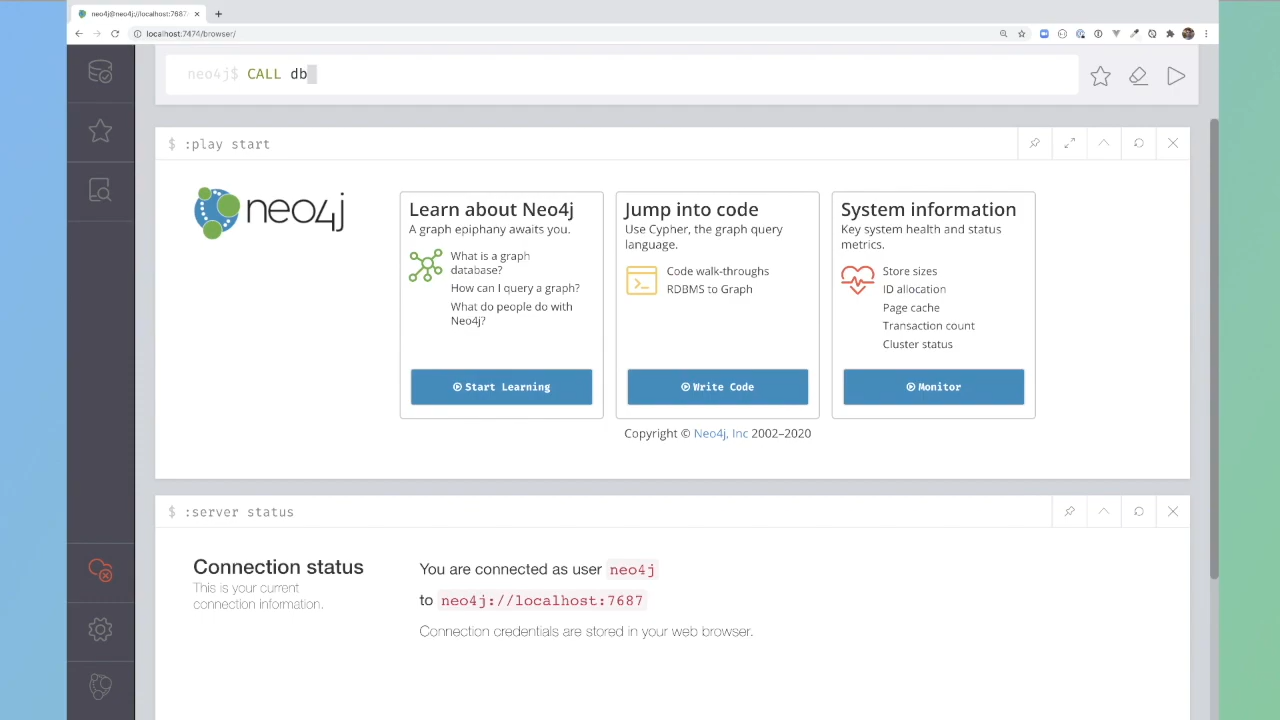 neo4j@neo4j://localhost:7687
localhost:7474/browser/
neo4j$ CALL db
$ :play start
neo4j
Learn about Neo4j
A graph epiphany awaits you.
What is a graph
database?
How can I query a graph?
What do people do with
Neo4j?
Start Learning
Jump into code
Use Cypher, the graph query
language.
Code walk-throughs
RDBMS to Graph
Write Code
System information
Key system health and status
metrics.
Store sizes
ID allocation
Page cache
Transaction count
Cluster status
Monitor
Copyright © Neo4j, Inc 2002–2020
$ :server status
Connection status
This is your current
connection information.
You are connected as user neo4j
to neo4j://localhost:7687
Connection credentials are stored in your web browser.